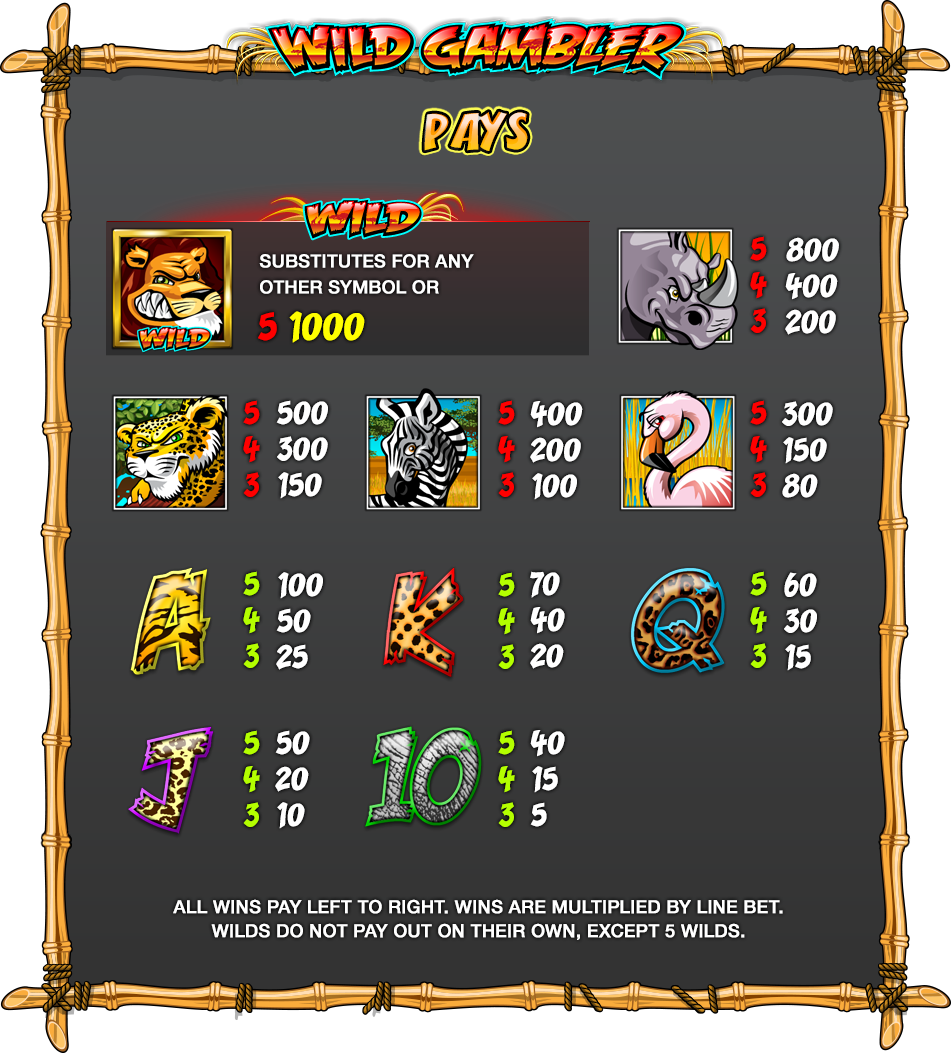 WILD GAMBLER
PAYS
WILD
SUBSTITUTES FOR ANY
OTHER SYMBOL OR
5 1000
WILD
5 800
4 400
3 200
5 500
4 300
3 150
5 400
4 200
3 100
5 300
4 150
3 80
A
5 100
4 50
3 25
K
5 70
4 40
3 20
Q
5 60
4 30
3 15
J
5 50
4 20
3 10
10
5 40
4 15
3 5
ALL WINS PAY LEFT TO RIGHT. WINS ARE MULTIPLIED BY LINE BET.
WILDS DO NOT PAY OUT ON THEIR OWN, EXCEPT 5 WILDS.